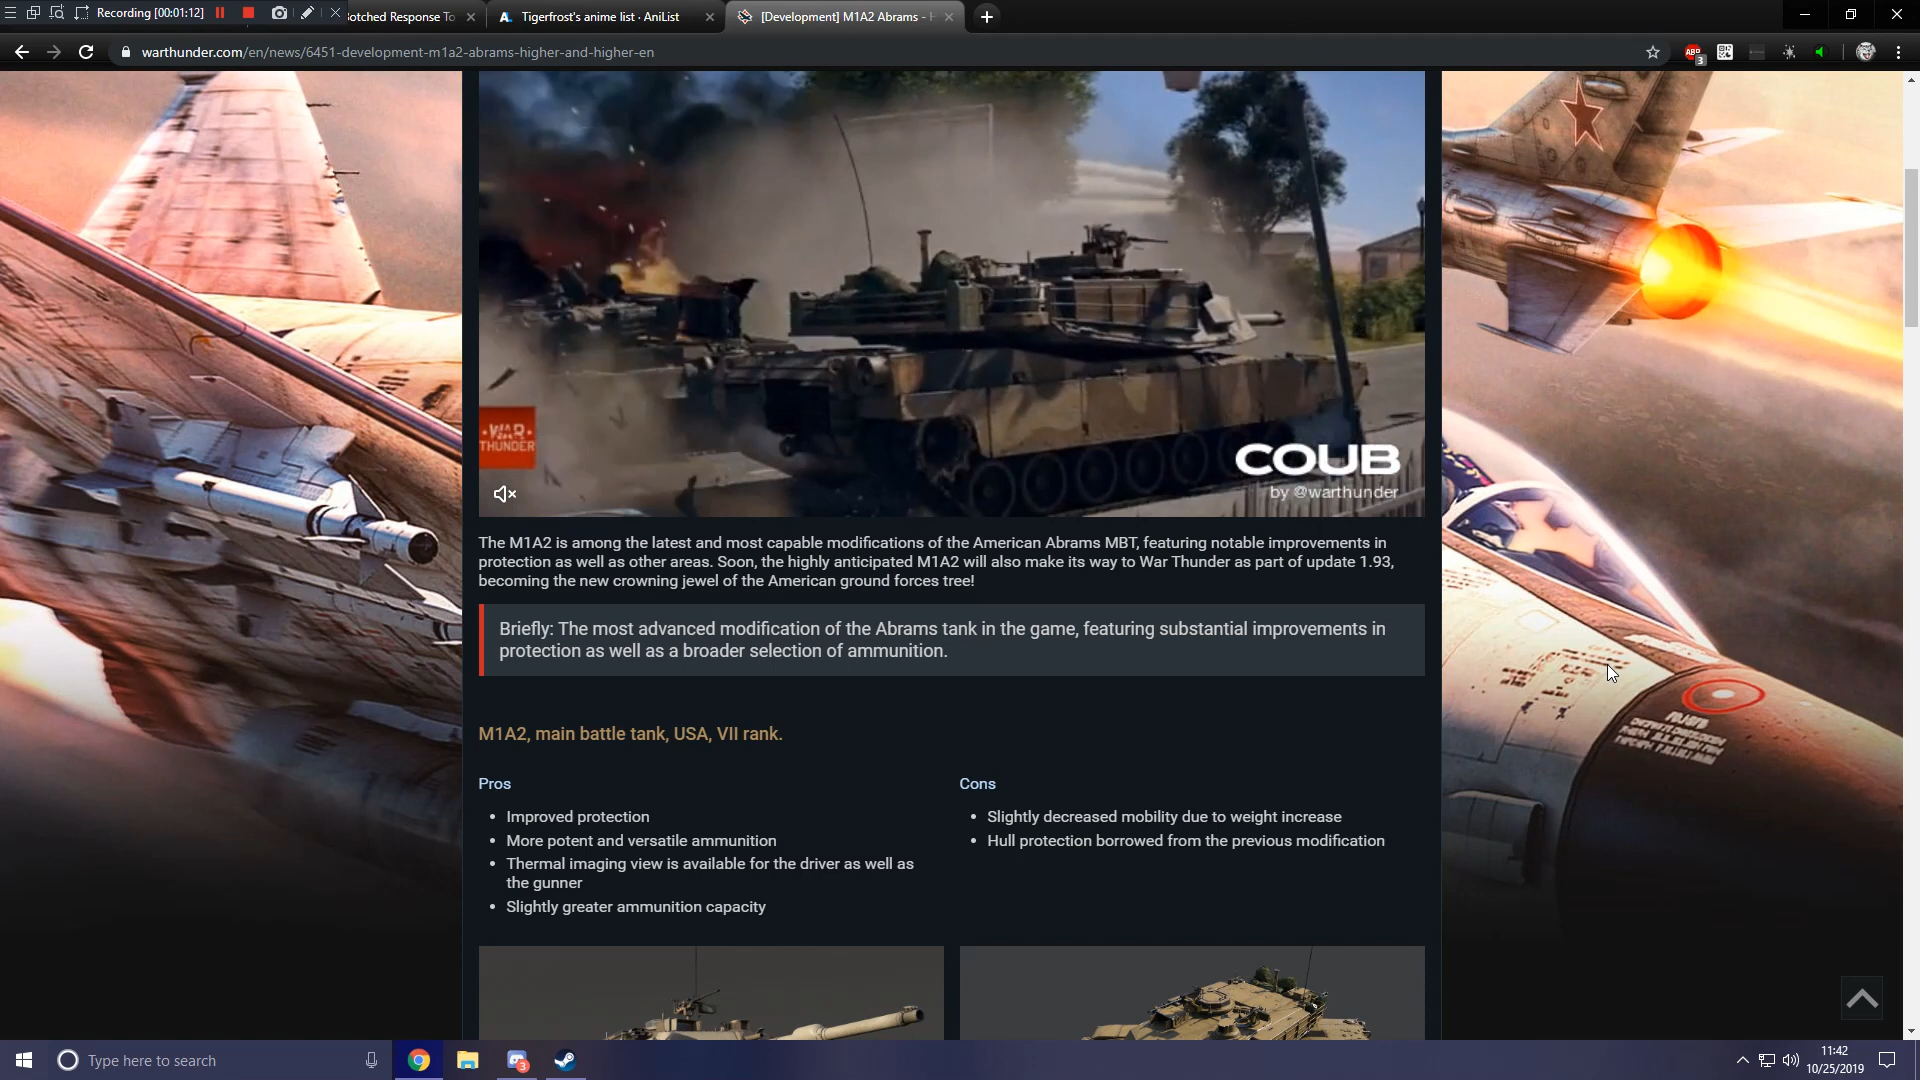 Recording [00:01:12]
Botched Response To
Tigerfrost's anime list · AniList
[Development] M1A2 Abrams - H
warthunder.com/en/news/6451-development-m1a2-abrams-higher-and-higher-en
ABP
3
WAR
THUNDER
COUB
by @warthunder
The M1A2 is among the latest and most capable modifications of the American Abrams MBT, featuring notable improvements in
protection as well as other areas. Soon, the highly anticipated M1A2 will also make its way to War Thunder as part of update 1.93,
becoming the new crowning jewel of the American ground forces tree!
Briefly: The most advanced modification of the Abrams tank in the game, featuring substantial improvements in
protection as well as a broader selection of ammunition.
M1A2, main battle tank, USA, VII rank.
Pros
Improved protection
More potent and versatile ammunition
Thermal imaging view is available for the driver as well as
the gunner
Slightly greater ammunition capacity
Cons
Slightly decreased mobility due to weight increase
Hull protection borrowed from the previous modification
Type here to search
3
11:42
10/25/2019